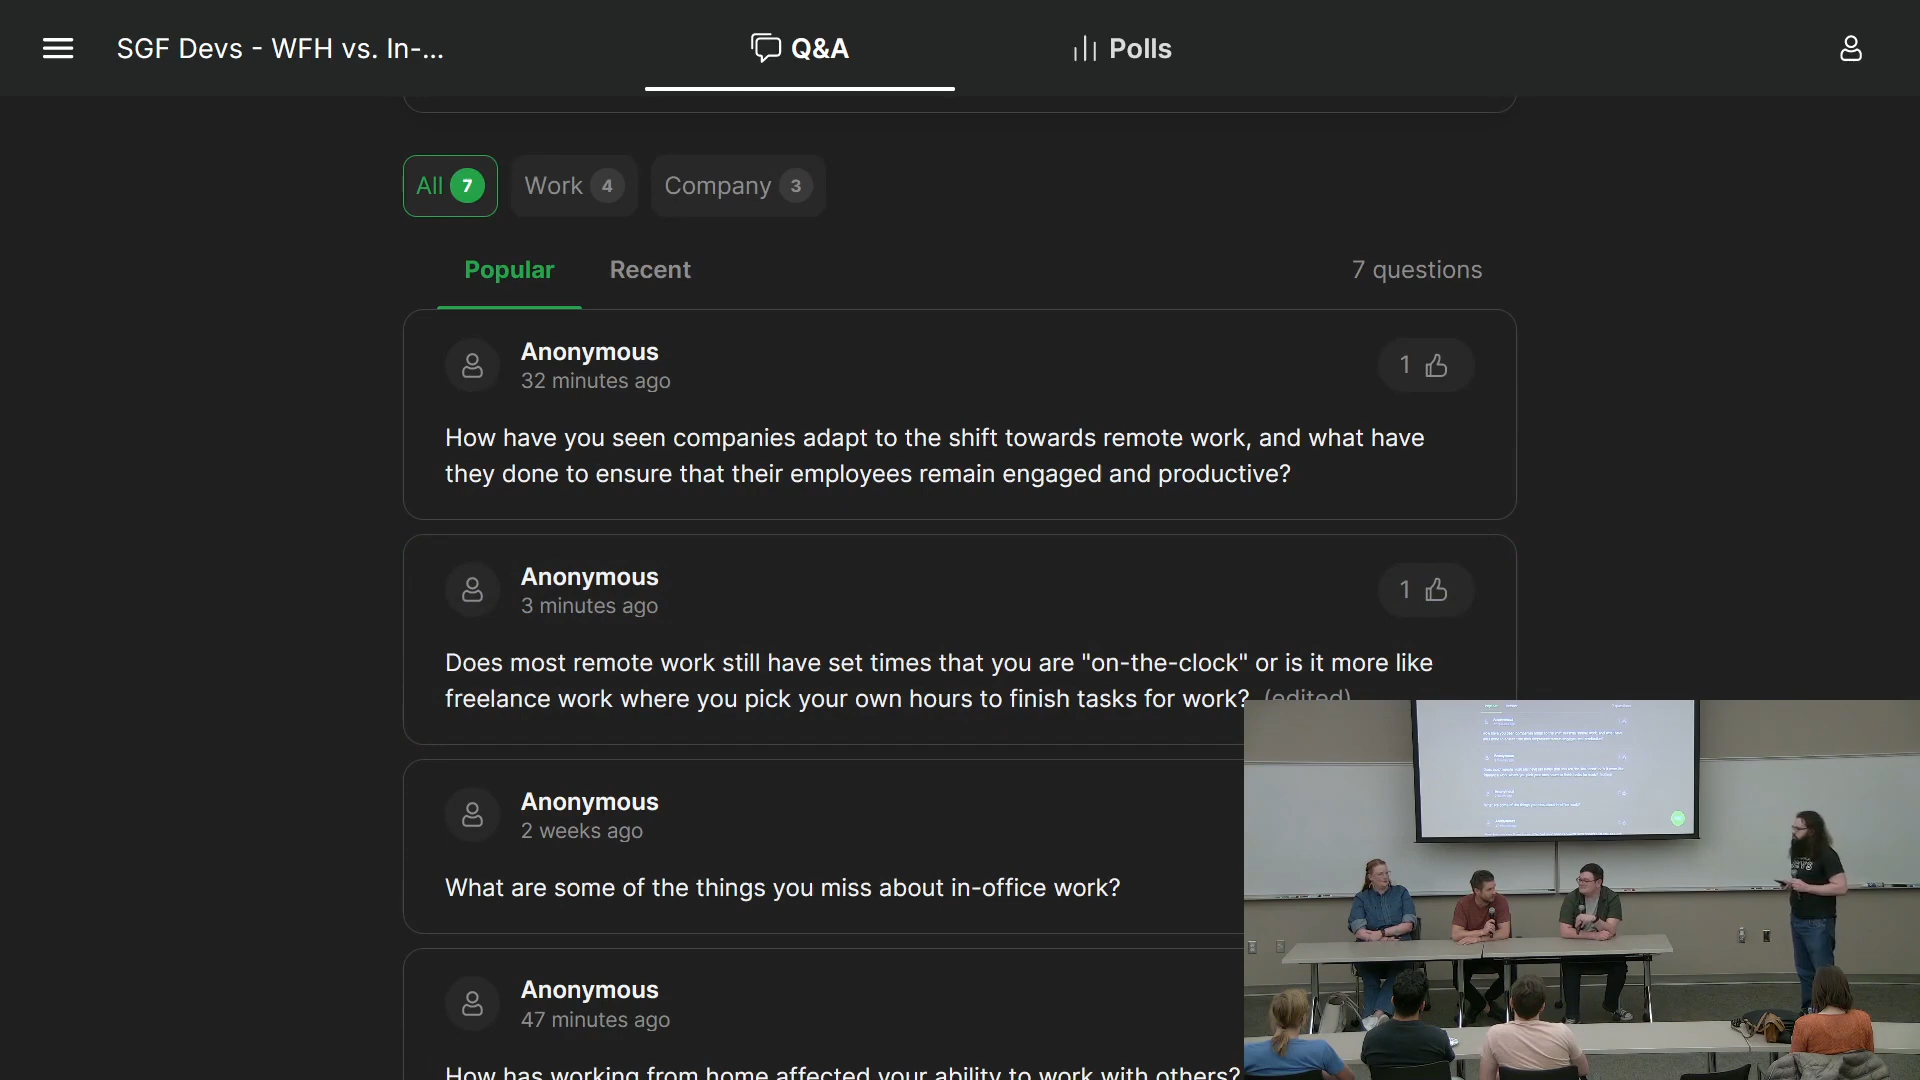 SGF Devs - WFH vs. In-...
Q&A
Polls
All 7
Work 4
Company 3
Popular
Recent
7 questions
Anonymous
32 minutes ago
1
How have you seen companies adapt to the shift towards remote work, and what have
they done to ensure that their employees remain engaged and productive?
Anonymous
3 minutes ago
1
Does most remote work still have set times that you are "on-the-clock" or is it more like
freelance work where you pick your own hours to finish tasks for work? (edited)
Anonymous
2 weeks ago
What are some of the things you miss about in-office work?
Anonymous
47 minutes ago
How has working from home affected your ability to work with others?